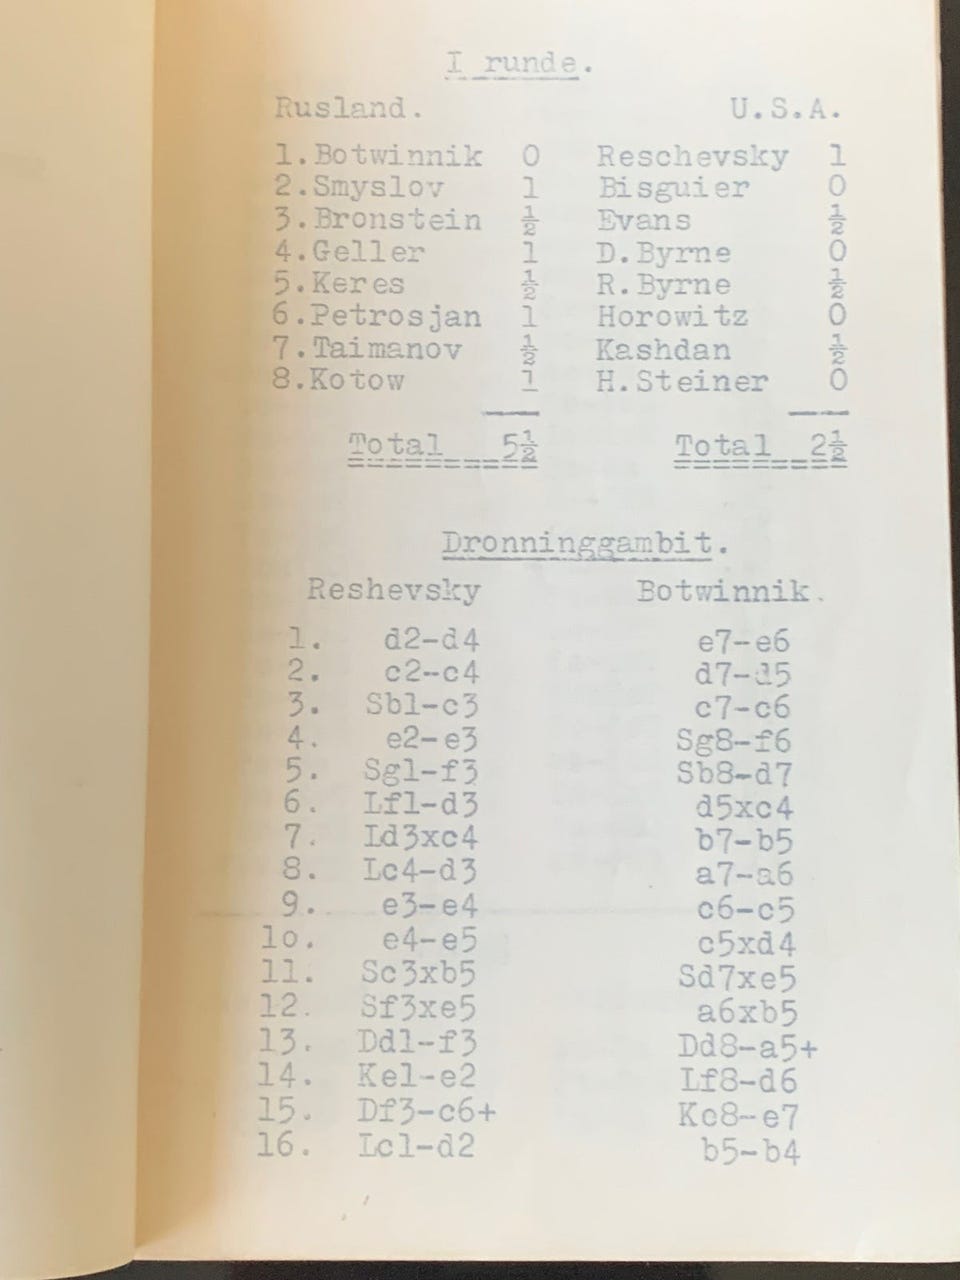 I runde.
Rusland. U.S.A.
1.Botwinnik 0 Reschevsky 1
2.Smyslov 1 Bisguier 0
3.Bronstein ½ Evans ½
4.Geller 1 D.Byrne 0
5.Keres ½ R.Byrne ½
6.Petrosjan 1 Horowitz 0
7.Taimanov ½ Kashdan ½
8.Kotow 1 H.Steiner 0
Total 5½ Total 2½
Dronninggambit.
Reshevsky Botwinnik.
1. d2-d4 e7-e6
2. c2-c4 d7-d5
3. Sb1-c3 c7-c6
4. e2-e3 Sg8-f6
5. Sg1-f3 Sb8-d7
6. Lf1-d3 d5xc4
7. Ld3xc4 b7-b5
8. Lc4-d3 a7-a6
9. e3-e4 c6-c5
10. e4-e5 c5xd4
11. Sc3xb5 Sd7xe5
12. Sf3xe5 a6xb5
13. Dd1-f3 Dd8-a5+
14. Ke1-e2 Lf8-d6
15. Df3-c6+ Kc8-e7
16. Lc1-d2 b5-b4